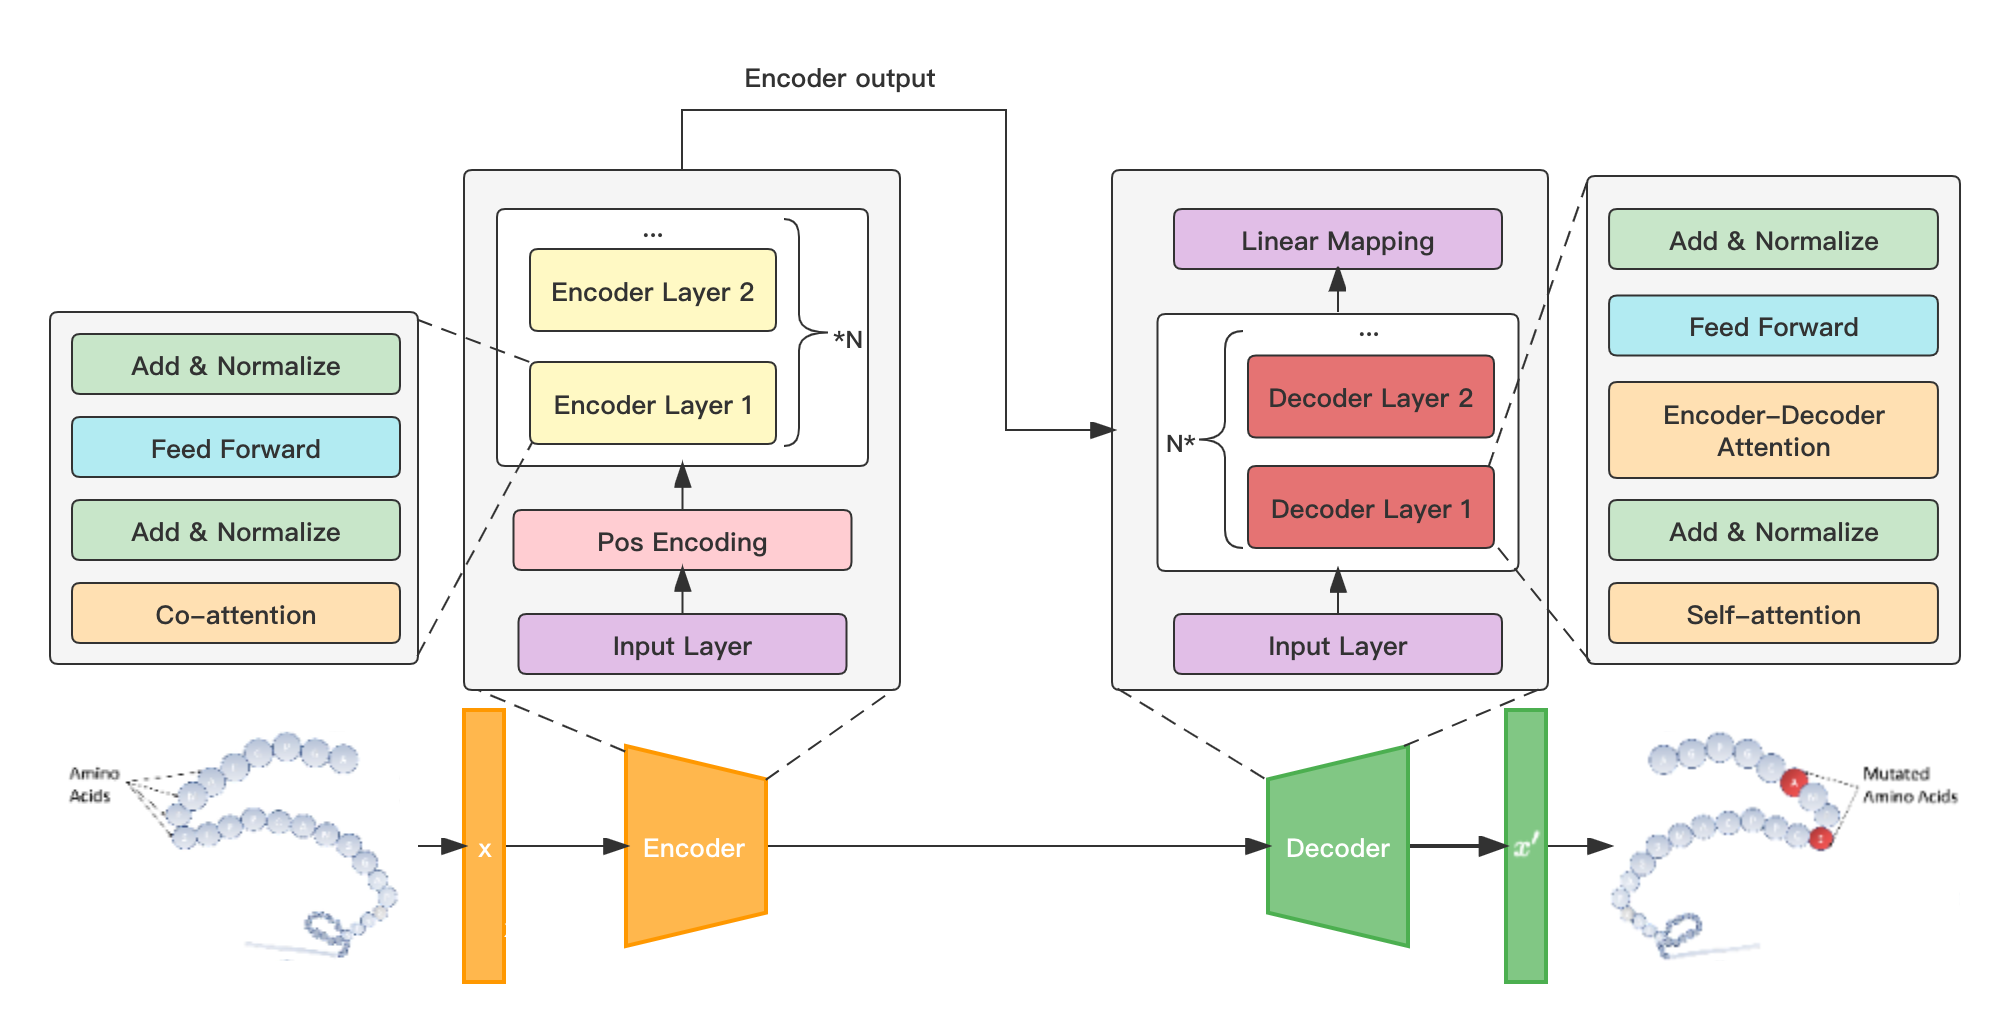 Encoder output
...
Encoder Layer 2
Encoder Layer 1
*N
Pos Encoding
Input Layer
Add & Normalize
Feed Forward
Add & Normalize
Co-attention
Linear Mapping
...
Decoder Layer 2
N*
Decoder Layer 1
Input Layer
Add & Normalize
Feed Forward
Encoder-Decoder
Attention
Add & Normalize
Self-attention
Amino
Acids
x
Encoder
Decoder
x′
Mutated
Amino Acids